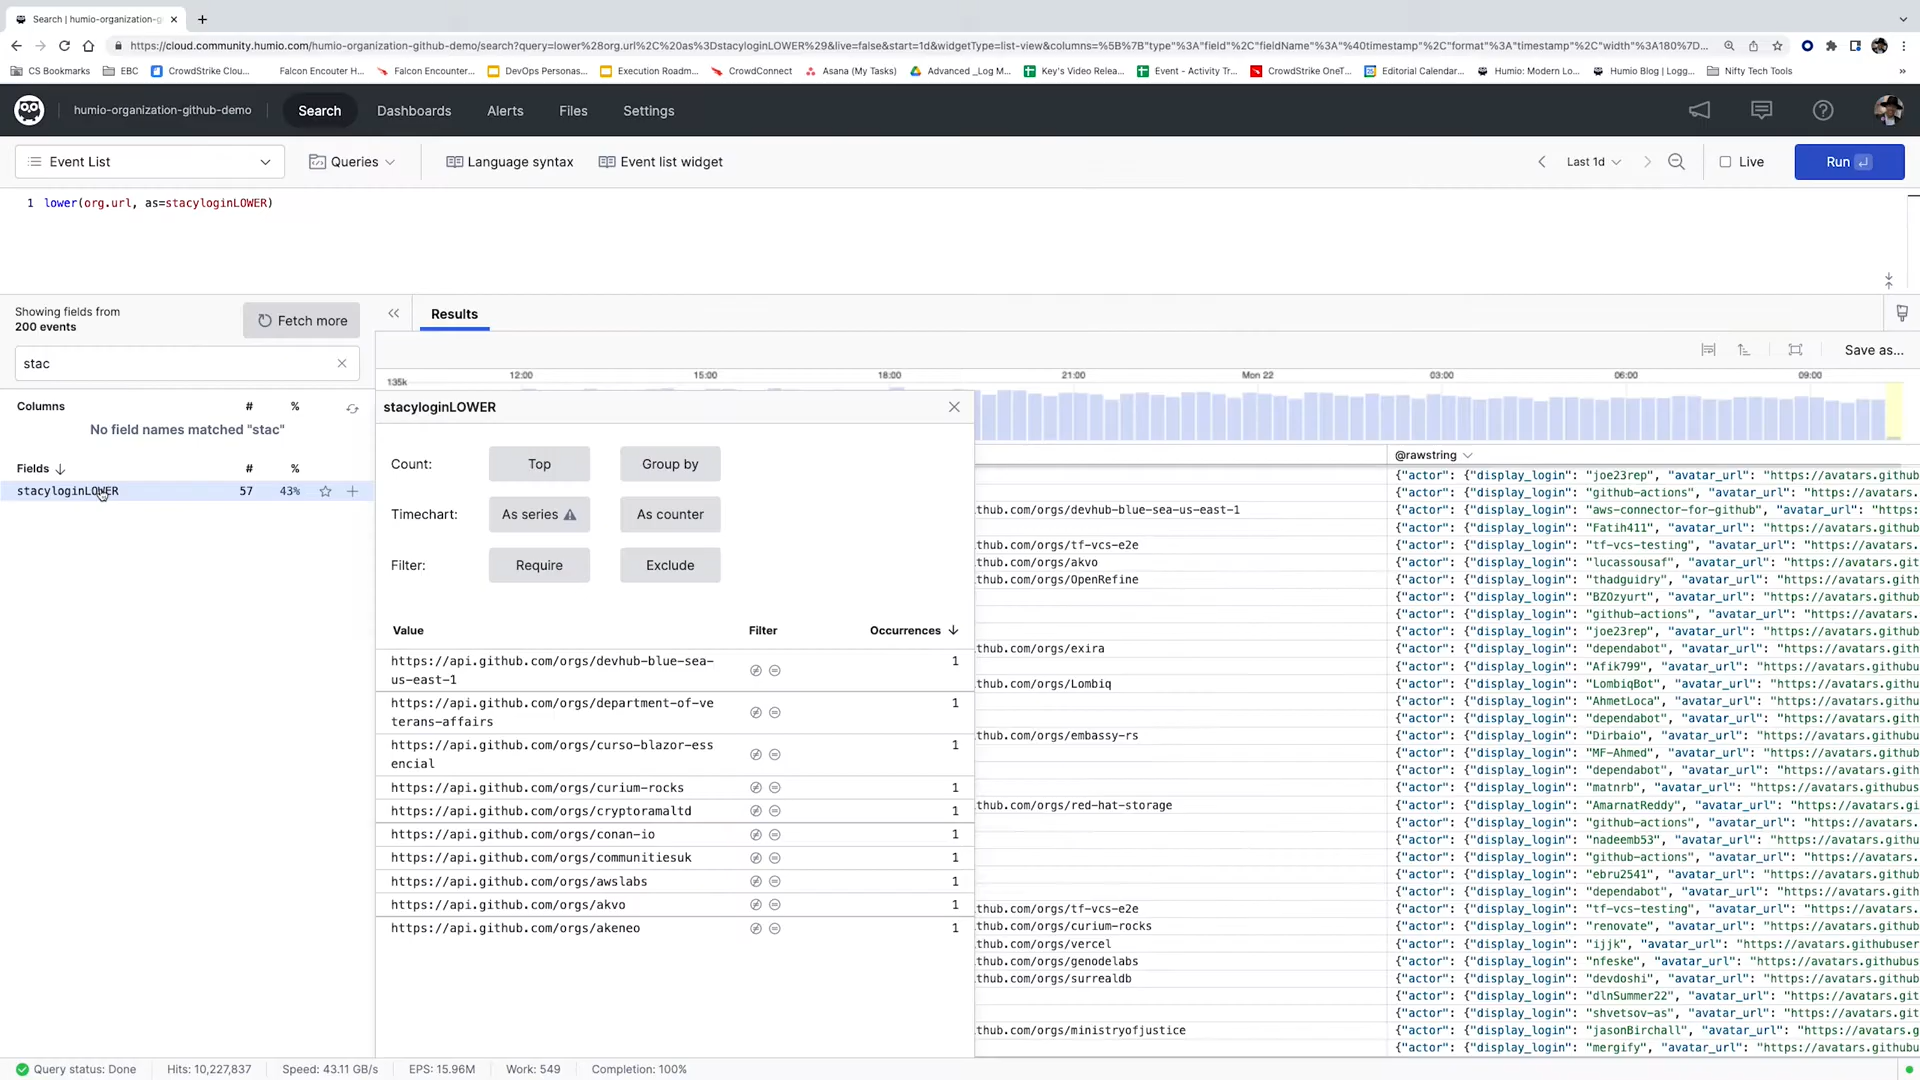 Search | humio-organization-g
https://cloud.community.humio.com/humio-organization-github-demo/search?query=lower%28org.url%2C%20as%3DstacyloginLOWER%29&live=false&start=1d&widgetType=list-view&columns=%5B%7B"type"%3A"field"%2C"fieldName"%3A"%40timestamp"%2C"format"%3A"timestamp"%2C"width"%3A180%7D...
CS Bookmarks
EBC
CrowdStrike Clou...
Falcon Encouter H...
Falcon Encounter...
DevOps Personas...
Execution Roadm...
CrowdConnect
Asana (My Tasks)
Advanced _Log M...
Key's Video Relea...
Event - Activity Tr...
CrowdStrike OneT...
Editorial Calendar...
Humio: Modern Lo...
Humio Blog | Logg...
Nifty Tech Tools
»
humio-organization-github-demo
Search
Dashboards
Alerts
Files
Settings
Event List
Queries
Language syntax
Event list widget
Last 1d
Live
Run
1 lower(org.url, as=stacyloginLOWER)
Showing fields from
200 events
Fetch more
Results
stac
Save as...
Columns # %
No field names matched "stac"
Fields # %
stacyloginLOWER 57 43%
135k
12:00 15:00 18:00 21:00 Mon 22 03:00 06:00 09:00
stacyloginLOWER
Count: Top Group by
Timechart: As series As counter
Filter: Require Exclude
Value Filter Occurrences
https://api.github.com/orgs/devhub-blue-sea-
us-east-1
1
https://api.github.com/orgs/department-of-ve
terans-affairs
1
https://api.github.com/orgs/curso-blazor-ess
encial
1
https://api.github.com/orgs/curium-rocks 1
https://api.github.com/orgs/cryptoramaltd 1
https://api.github.com/orgs/conan-io 1
https://api.github.com/orgs/communitiesuk 1
https://api.github.com/orgs/awslabs 1
https://api.github.com/orgs/akvo 1
https://api.github.com/orgs/akeneo 1
@rawstring
{"actor": {"display_login": "joe23rep", "avatar_url": "https://avatars.github
{"actor": {"display_login": "github-actions", "avatar_url": "https://avatars.
thub.com/orgs/devhub-blue-sea-us-east-1 {"actor": {"display_login": "aws-connector-for-github", "avatar_url": "https:
{"actor": {"display_login": "Fatih411", "avatar_url": "https://avatars.github
thub.com/orgs/tf-vcs-e2e {"actor": {"display_login": "tf-vcs-testing", "avatar_url": "https://avatars.
thub.com/orgs/akvo {"actor": {"display_login": "lucassousaf", "avatar_url": "https://avatars.git
thub.com/orgs/OpenRefine {"actor": {"display_login": "thadguidry", "avatar_url": "https://avatars.gith
{"actor": {"display_login": "BZOzyurt", "avatar_url": "https://avatars.github
{"actor": {"display_login": "github-actions", "avatar_url": "https://avatars.
{"actor": {"display_login": "joe23rep", "avatar_url": "https://avatars.github
thub.com/orgs/exira {"actor": {"display_login": "dependabot", "avatar_url": "https://avatars.gith
{"actor": {"display_login": "Afik799", "avatar_url": "https://avatars.githubu
thub.com/orgs/Lombiq {"actor": {"display_login": "LombiqBot", "avatar_url": "https://avatars.githu
{"actor": {"display_login": "AhmetLoca", "avatar_url": "https://avatars.githu
{"actor": {"display_login": "dependabot", "avatar_url": "https://avatars.gith
thub.com/orgs/embassy-rs {"actor": {"display_login": "Dirbaio", "avatar_url": "https://avatars.githubu
{"actor": {"display_login": "MF-Ahmed", "avatar_url": "https://avatars.github
{"actor": {"display_login": "dependabot", "avatar_url": "https://avatars.gith
{"actor": {"display_login": "matnrb", "avatar_url": "https://avatars.githubus
thub.com/orgs/red-hat-storage {"actor": {"display_login": "AmarnatReddy", "avatar_url": "https://avatars.gi
{"actor": {"display_login": "github-actions", "avatar_url": "https://avatars.
{"actor": {"display_login": "nadeemb53", "avatar_url": "https://avatars.githu
{"actor": {"display_login": "github-actions", "avatar_url": "https://avatars.
{"actor": {"display_login": "ebru2541", "avatar_url": "https://avatars.github
{"actor": {"display_login": "dependabot", "avatar_url": "https://avatars.gith
thub.com/orgs/tf-vcs-e2e {"actor": {"display_login": "tf-vcs-testing", "avatar_url": "https://avatars.
thub.com/orgs/curium-rocks {"actor": {"display_login": "renovate", "avatar_url": "https://avatars.github
thub.com/orgs/vercel {"actor": {"display_login": "ijjk", "avatar_url": "https://avatars.githubuser
thub.com/orgs/genodelabs {"actor": {"display_login": "nfeske", "avatar_url": "https://avatars.githubus
thub.com/orgs/surrealdb {"actor": {"display_login": "devdoshi", "avatar_url": "https://avatars.github
{"actor": {"display_login": "dlnSummer22", "avatar_url": "https://avatars.git
{"actor": {"display_login": "shvetsov-as", "avatar_url": "https://avatars.git
thub.com/orgs/ministryofjustice {"actor": {"display_login": "jasonBirchall", "avatar_url": "https://avatars.g
{"actor": {"display_login": "mergify", "avatar_url": "https://avatars.githubu
Query status: Done
Hits: 10,227,837
Speed: 43.11 GB/s
EPS: 15.96M
Work: 549
Completion: 100%